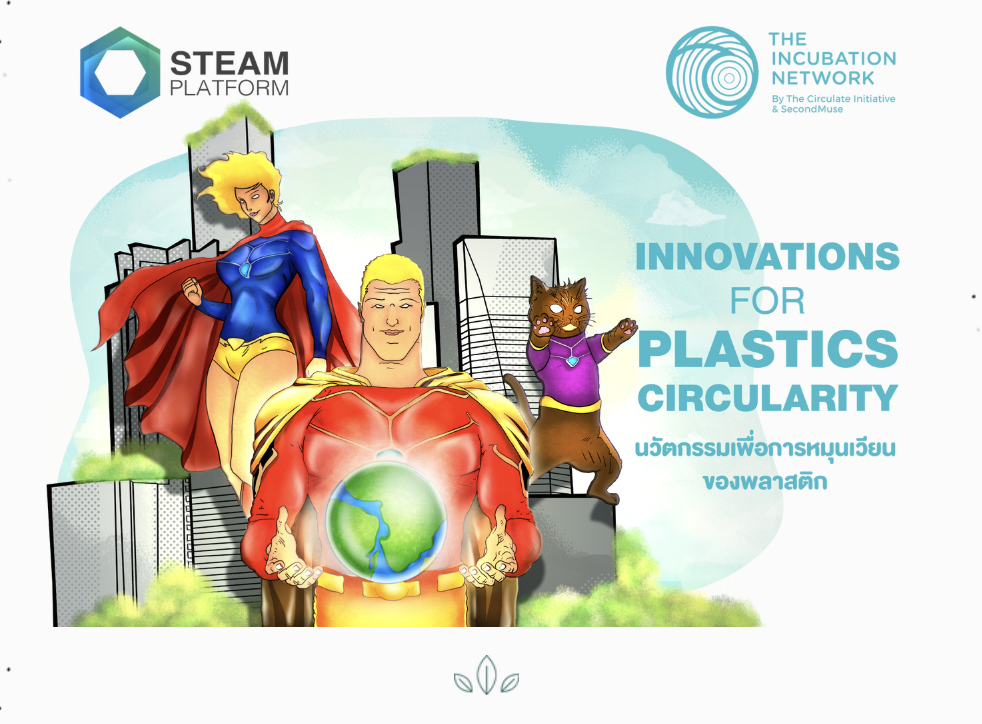 STEAM
PLATFORM
THE
INCUBATION
NETWORK
By The Circulate Initiative
& SecondMuse
INNOVATIONS
FOR
PLASTICS
CIRCULARITY
นวัตกรรมเพื่อการหมุนเวียน
ของพลาสติก